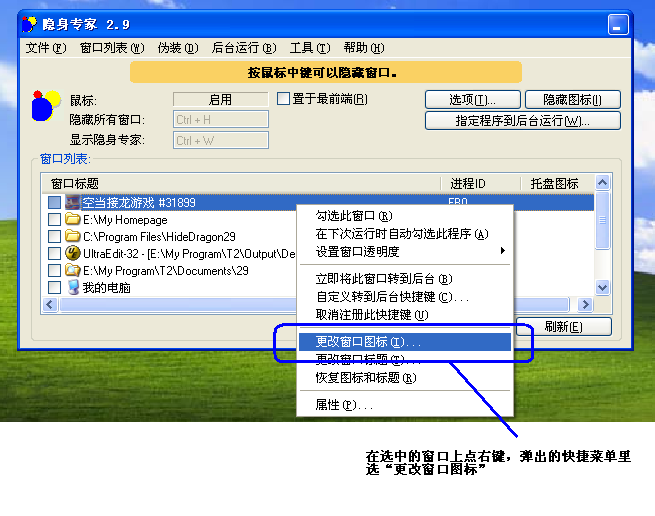 隐身专家 2.9
文件(F) 窗口列表(W) 伪装(D) 后台运行(B) 工具(T) 帮助(H)
按鼠标中键可以隐藏窗口。
鼠标: 启用 置于最前端(R) 选项(T)... 隐藏图标(I)
隐藏所有窗口: Ctrl + H 指定程序到后台运行(W)...
显示隐身专家: Ctrl + W
窗口列表:
窗口标题 进程ID 托盘图标
空当接龙游戏 #31899 FB0
E:\My Homepage
C:\Program Files\HideDragon29
UltraEdit-32 - [E:\My Program\T2\Output\De
E:\My Program\T2\Documents\29
我的电脑
勾选此窗口(R)
在下次运行时自动勾选此程序(A)
设置窗口透明度
立即将此窗口转到后台(B)
自定义转到后台快捷键(C)...
取消注册此快捷键(U)
更改窗口图标(I)...
更改窗口标题(T)...
恢复图标和标题(R)
属性(P)...
刷新(E)
在选中的窗口上点右键，弹出的快捷菜单里
选“更改窗口图标”